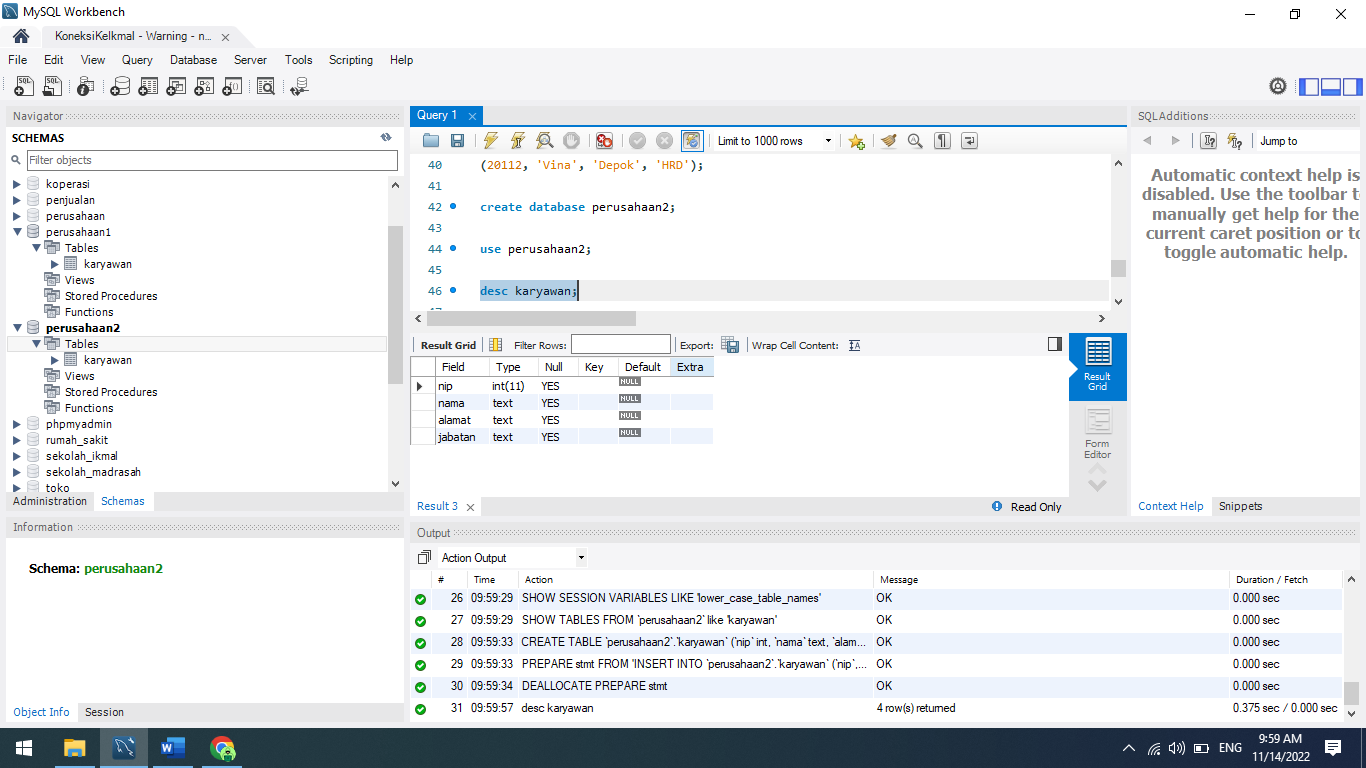 MySQL Workbench
KoneksiKelkmal - Warning - n...
File Edit View Query Database Server Tools Scripting Help
Navigator
SCHEMAS
Filter objects
koperasi
penjualan
perusahaan
perusahaan1
Tables
karyawan
Views
Stored Procedures
Functions
perusahaan2
Tables
karyawan
Views
Stored Procedures
Functions
phpmyadmin
rumah_sakit
sekolah_ikmal
sekolah_madrasah
toko
Administration Schemas
Information
Schema: perusahaan2
Object Info Session
Query 1
Limit to 1000 rows
40 (20112, 'Vina', 'Depok', 'HRD');
41
42 create database perusahaan2;
43
44 use perusahaan2;
45
46 desc karyawan;
Result Grid Filter Rows: Export: Wrap Cell Content:
Field Type Null Key Default Extra
nip int(11) YES NULL
nama text YES NULL
alamat text YES NULL
jabatan text YES NULL
Result Grid
Form Editor
Result 3
Read Only
SQLAdditions
Jump to
Automatic context help is
disabled. Use the toolbar t
manually get help for the
current caret position or to
toggle automatic help.
Context Help Snippets
Output
Action Output
# Time Action Message Duration / Fetch
26 09:59:29 SHOW SESSION VARIABLES LIKE 'lower_case_table_names' OK 0.000 sec
27 09:59:29 SHOW TABLES FROM `perusahaan2` like 'karyawan' OK 0.000 sec
28 09:59:33 CREATE TABLE `perusahaan2`.`karyawan` (`nip` int, `nama` text, `alam... OK 0.000 sec
29 09:59:33 PREPARE stmt FROM 'INSERT INTO `perusahaan2`.`karyawan` (`nip`,... OK 0.000 sec
30 09:59:34 DEALLOCATE PREPARE stmt OK 0.000 sec
31 09:59:57 desc karyawan 4 row(s) returned 0.375 sec / 0.000 sec
ENG
9:59 AM
11/14/2022